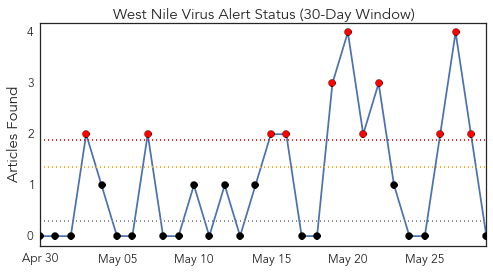 West Nile Virus Alert Status (30-Day Window)
Articles Found
4
3
2
1
0
Apr 30
May 05
May 10
May 15
May 20
May 25